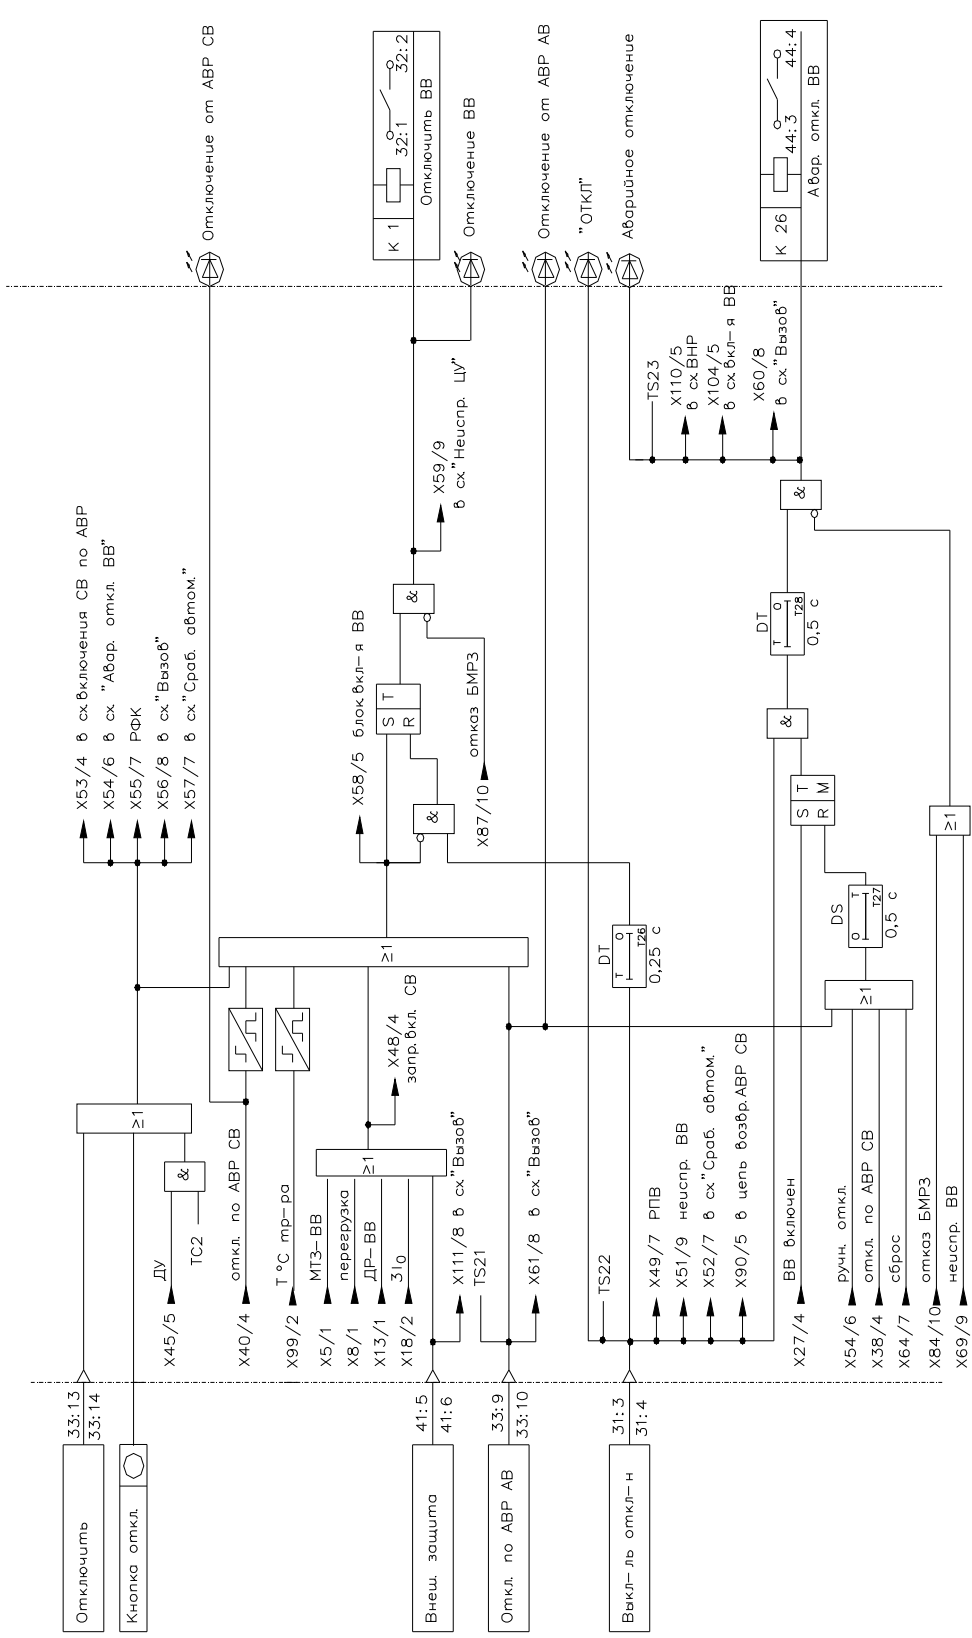 Отключить
33:13
33:14
Кнопка откл.
Внеш. защита
41:5
41:6
Откл. по АВР АВ
33:9
33:10
Выкл-ль откл-н
31:3
31:4
X45/5
ДУ
ТС2
&
≥1
X53/4 в сх.включения СВ по АВР
X54/6 в сх. "Авар. откл. ВВ"
X55/7 РФК
X56/8 в сх."Вызов"
X57/7 в сх."Сраб. автом."
X40/4
откл. по АВР СВ
X99/2
Т°С тр-ра
X5/1
МТЗ-ВВ
X8/1
перегрузка
X13/1
ДР-ВВ
X18/2
3I0
≥1
X48/4
запр.вкл. СВ
X111/8 в сх."Вызов"
TS21
X61/8 в сх."Вызов"
≥1
X58/5 блок.вкл-я ВВ
&
S T
R
X87/10
отказ БМРЗ
&
X59/9
в сх."Неиспр. ЦУ"
Отключение от АВР СВ
К 1
32:1
32:2
Отключить ВВ
Отключение ВВ
Отключение от АВР АВ
"ОТКЛ"
Аварийное отключение
TS22
X49/7 РПВ
X51/9 неиспр. ВВ
X52/7 в сх."Сраб. автом."
X90/5 в цепь возвр.АВР СВ
DT
T O
T26
0,25 с
X27/4
ВВ включен
X54/6
ручн. откл.
X38/4
откл. по АВР СВ
X64/7
сброс
X84/10
отказ БМРЗ
X69/9
неиспр. ВВ
≥1
DS
O T
T27
0,5 с
≥1
S T
R M
&
DT
T O
T28
0,5 с
&
TS23
X110/5
в сх.ВНР
X104/5
в сх.вкл-я ВВ
X60/8
в сх."Вызов"
К 26
44:3
44:4
Авар. откл. ВВ